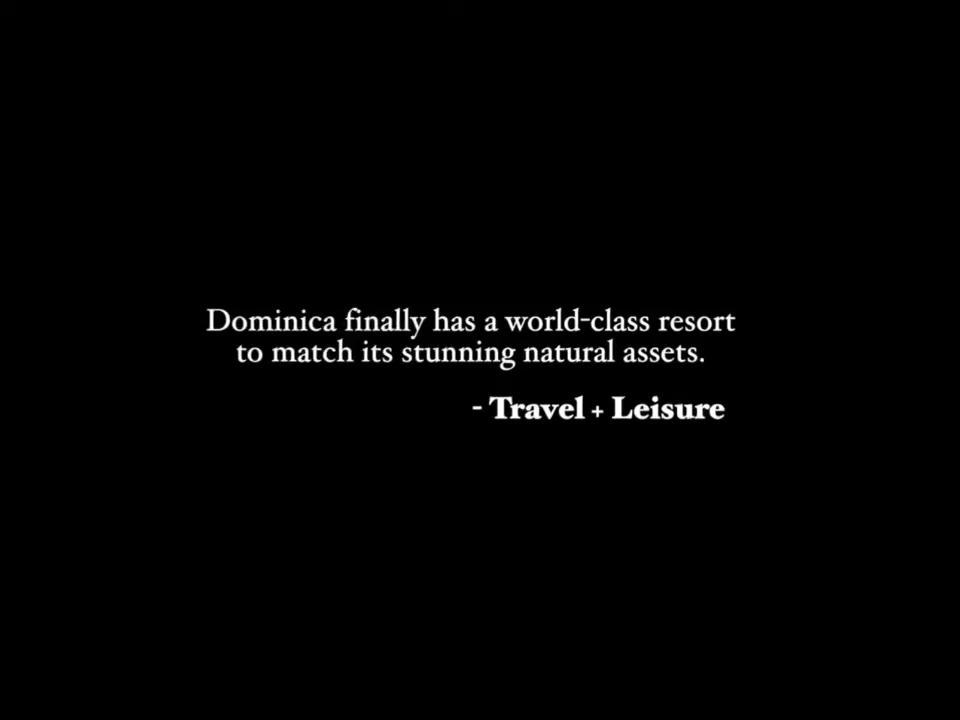 Dominica finally has a world-class resort
to match its stunning natural assets.
- Travel + Leisure